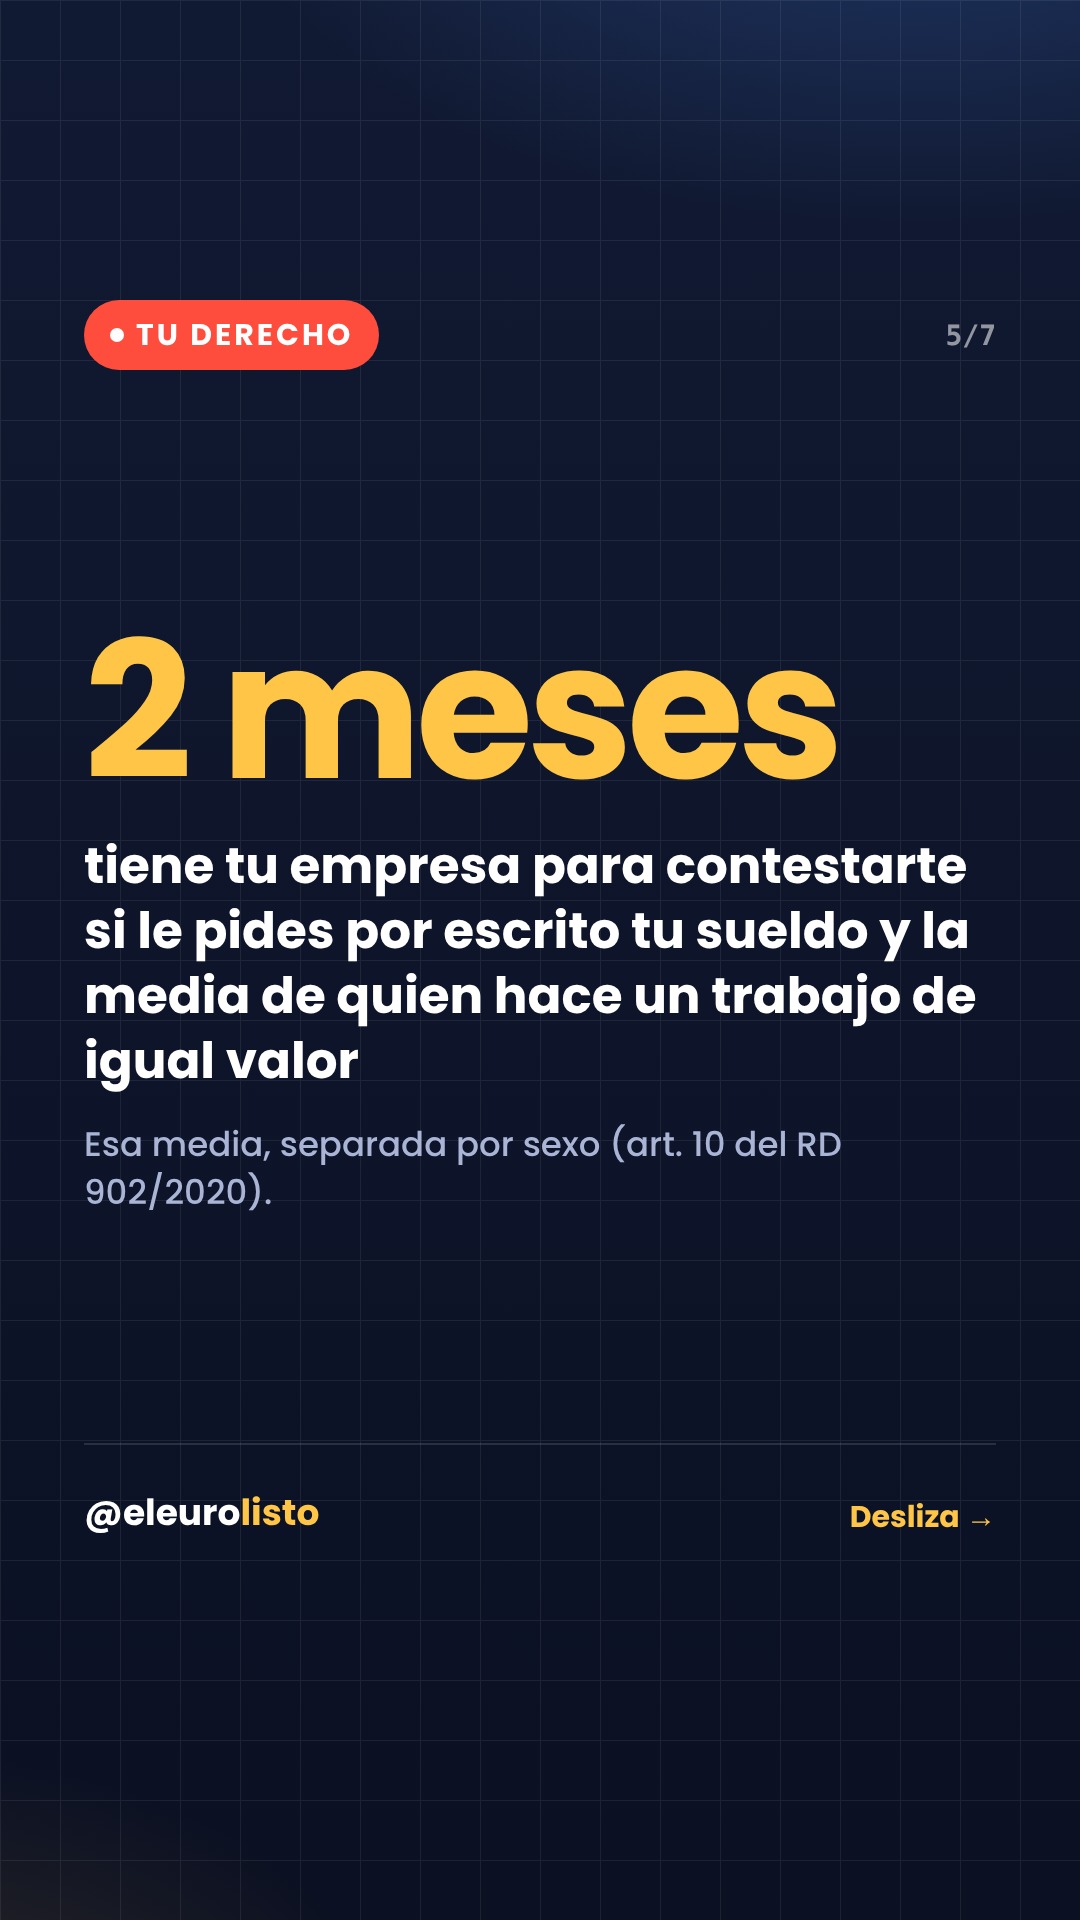 TU DERECHO
5/7
2 meses
tiene tu empresa para contestarte
si le pides por escrito tu sueldo y la
media de quien hace un trabajo de
igual valor
Esa media, separada por sexo (art. 10 del RD
902/2020).
@eleurolisto
Desliza →